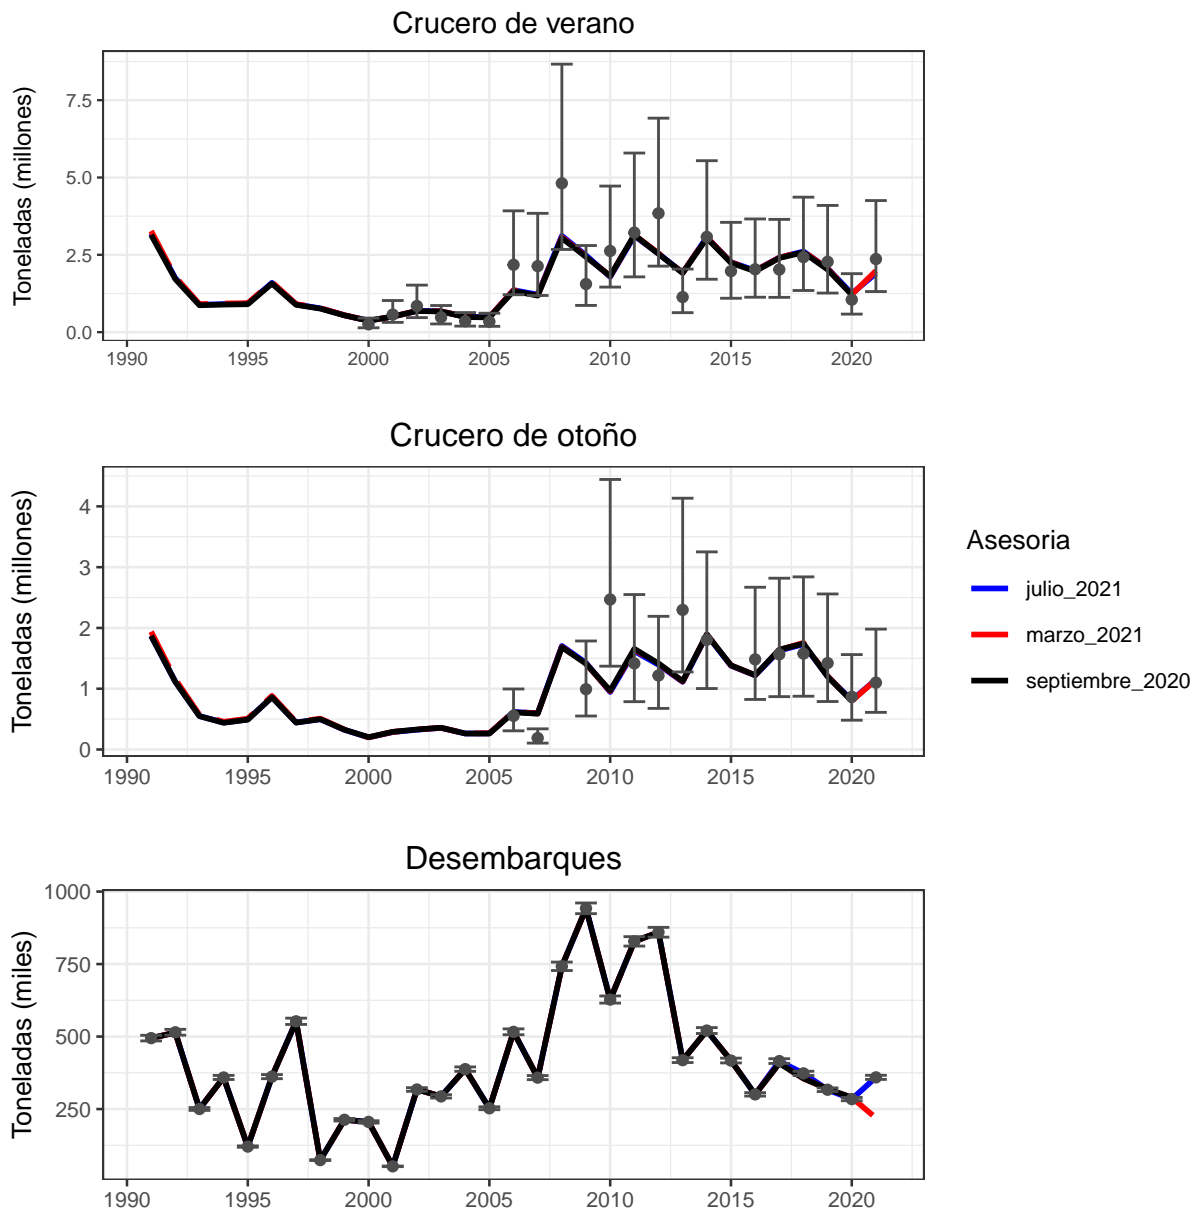 Crucero de verano
Toneladas (millones)
7.5
5.0
2.5
0.0
1990 1995 2000 2005 2010 2015 2020
Crucero de otoño
Toneladas (millones)
4
3
2
1
0
1990 1995 2000 2005 2010 2015 2020
Asesoria
julio_2021
marzo_2021
septiembre_2020
Desembarques
Toneladas (miles)
1000
750
500
250
1990 1995 2000 2005 2010 2015 2020